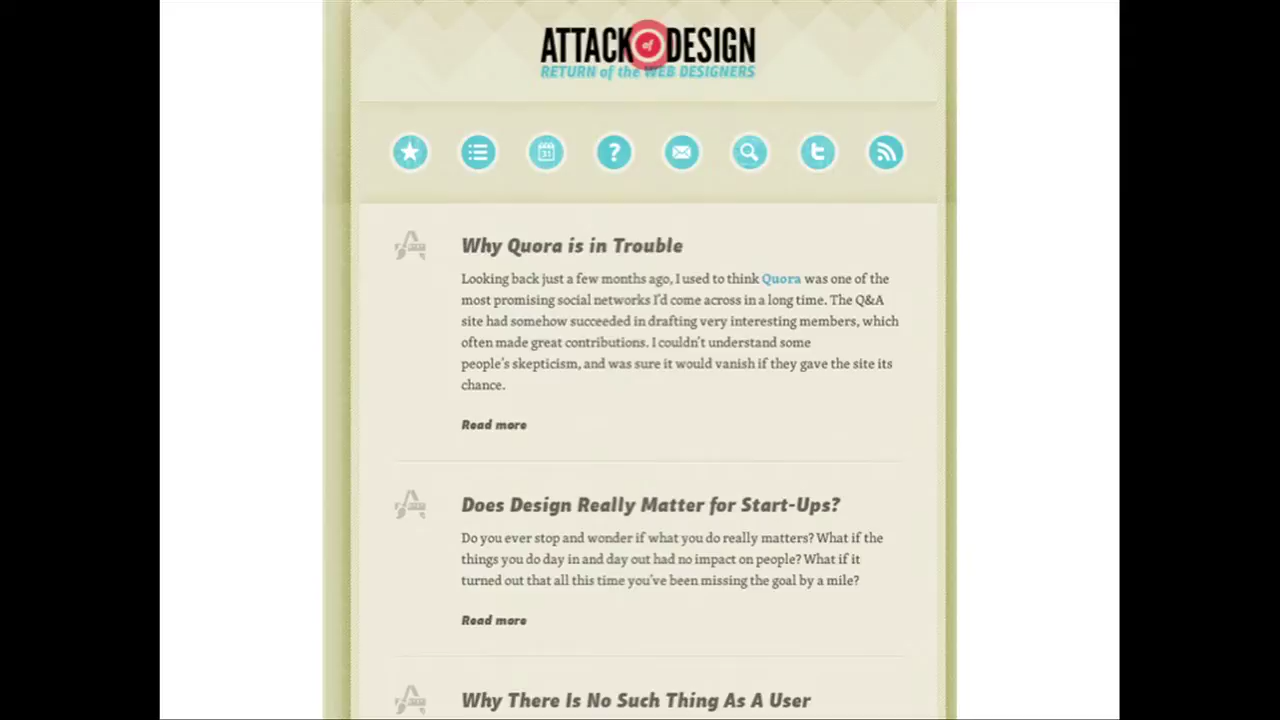 ATTACK of DESIGN
RETURN of the WEB DESIGNERS
31
?
Why Quora is in Trouble
Looking back just a few months ago, I used to think Quora was one of the
most promising social networks I'd come across in a long time. The Q&A
site had somehow succeeded in drafting very interesting members, which
often made great contributions. I couldn't understand some
people's skepticism, and was sure it would vanish if they gave the site its
chance.
Read more
Does Design Really Matter for Start-Ups?
Do you ever stop and wonder if what you do really matters? What if the
things you do day in and day out had no impact on people? What if it
turned out that all this time you've been missing the goal by a mile?
Read more
Why There Is No Such Thing As A User